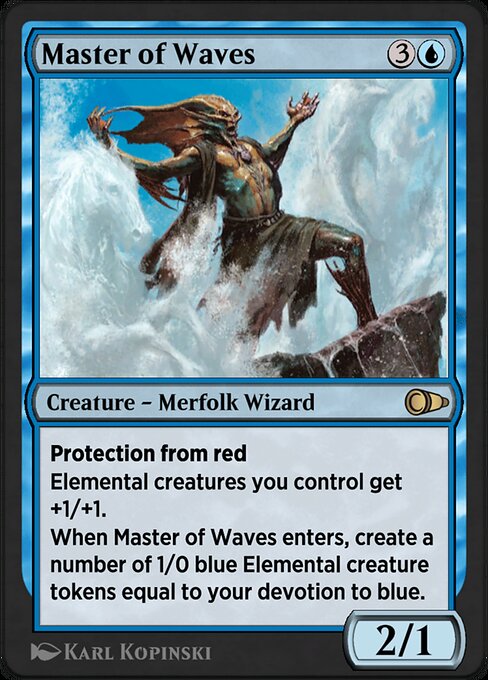 Master of Waves 3
Creature – Merfolk Wizard
Protection from red
Elemental creatures you control get
+1/+1.
When Master of Waves enters, create a
number of 1/0 blue Elemental creature
tokens equal to your devotion to blue.
2/1
Karl Kopinski